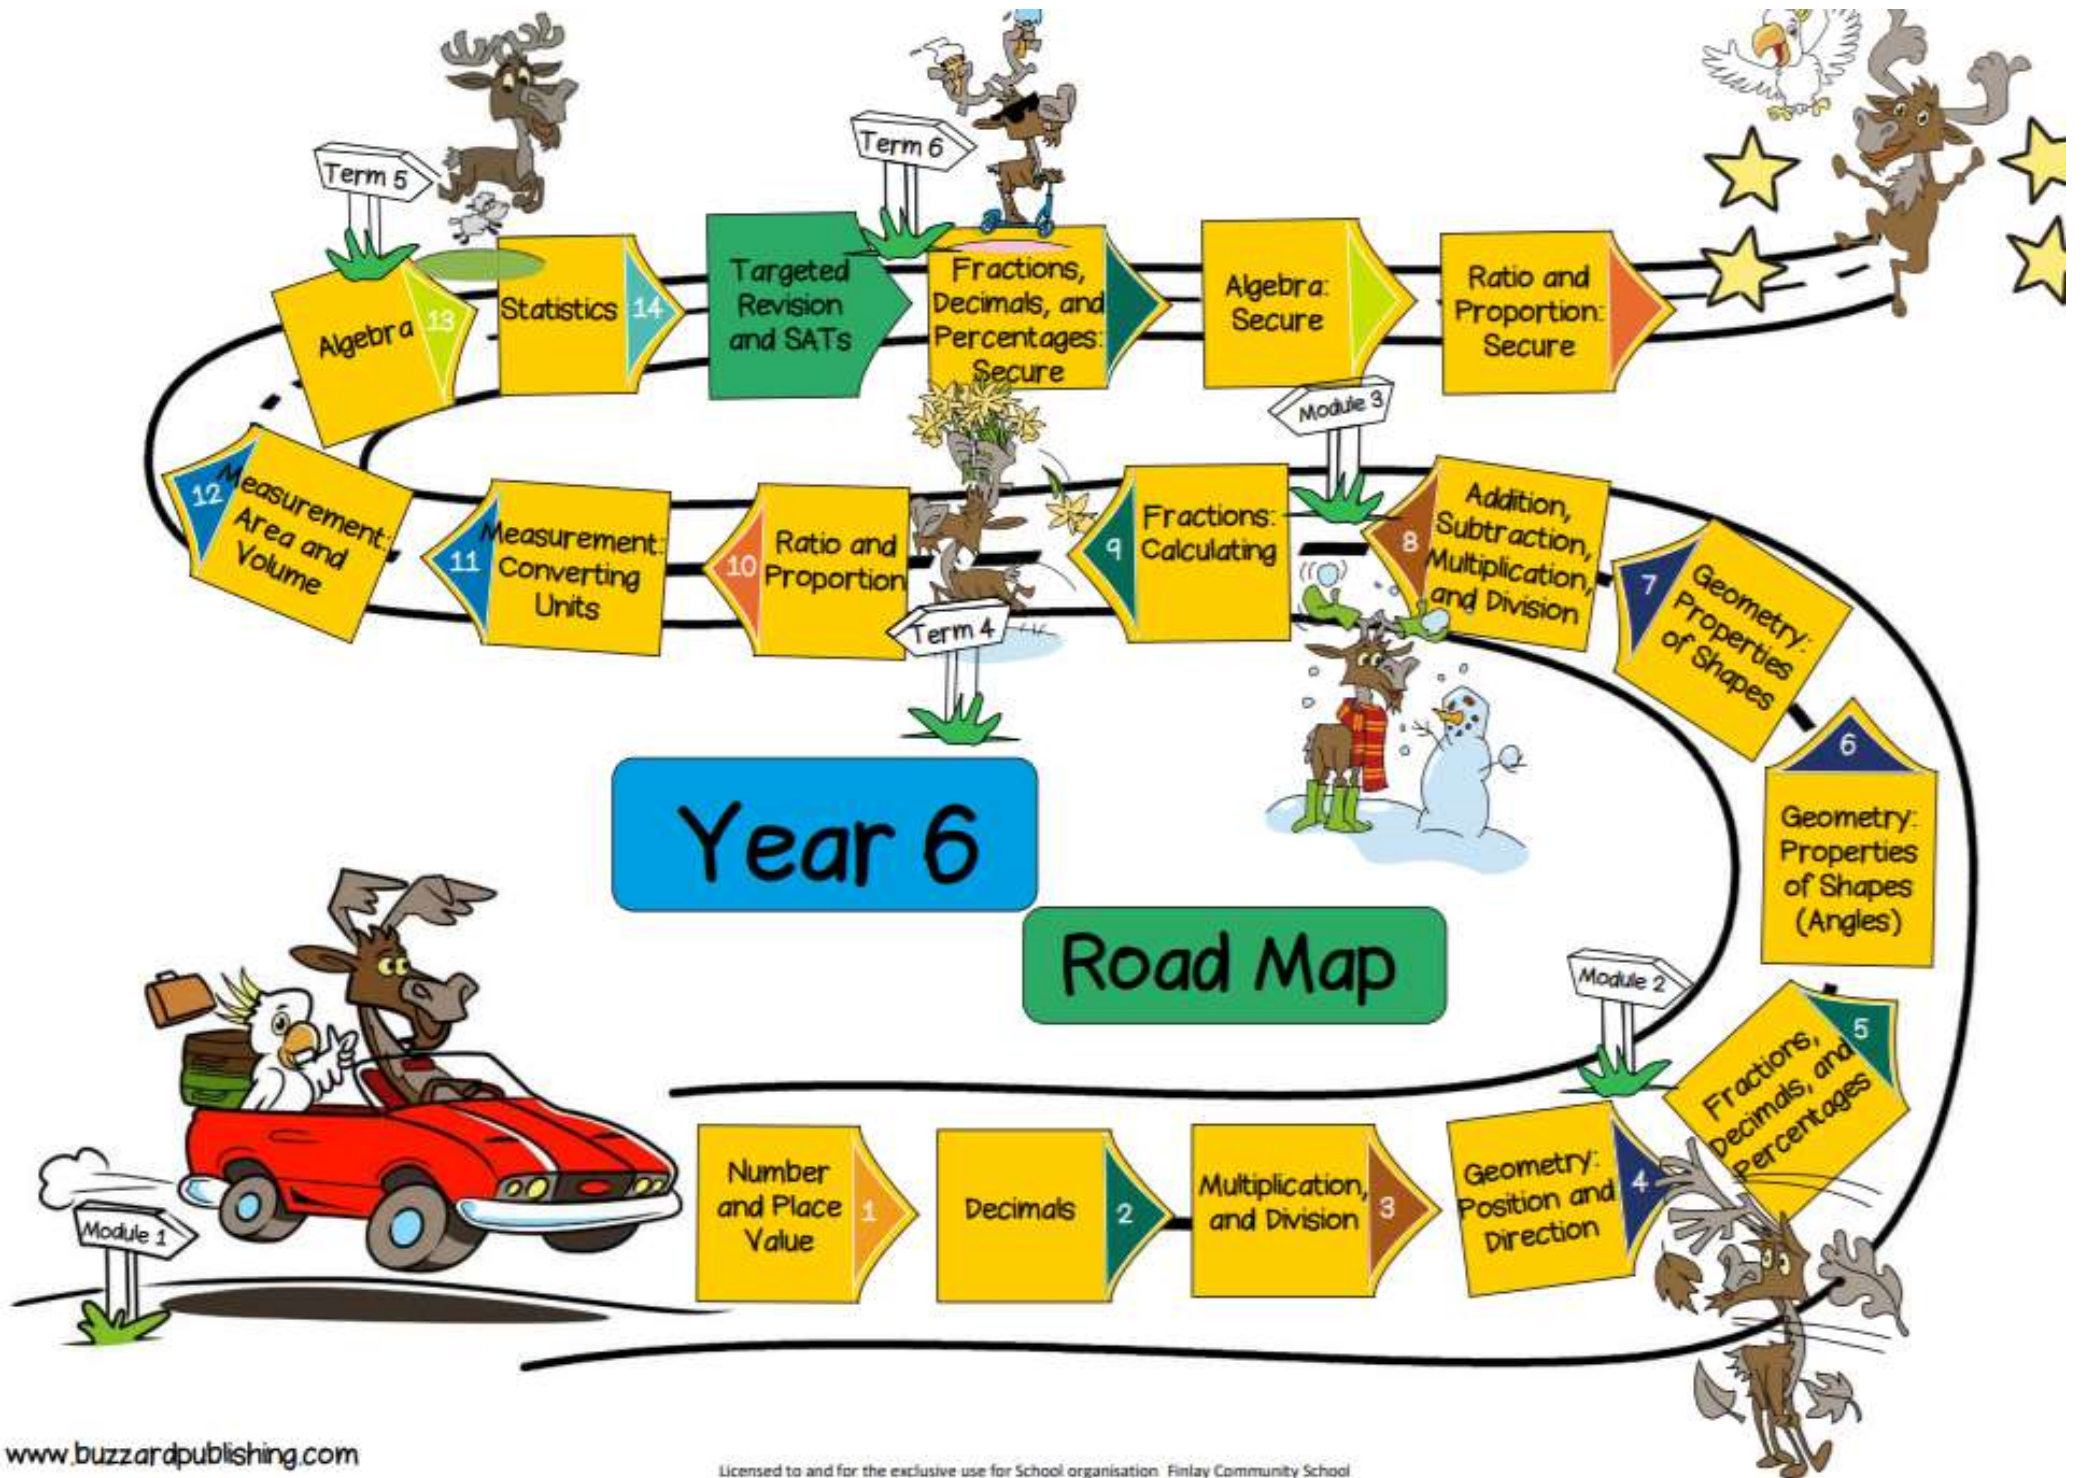 Module 1
Number
and Place
Value
1
Decimals
2
Multiplication,
and Division
3
Geometry:
Position and
Direction
4
Module 2
Fractions,
Decimals, and
Percentages
5
6
Geometry:
Properties
of Shapes
(Angles)
7
Geometry:
Properties
of Shapes
8
Addition,
Subtraction,
Multiplication,
and Division
Module 3
9
Fractions:
Calculating
Term 4
10
Ratio and
Proportion
11
Measurement:
Converting
Units
12
Measurement:
Area and
Volume
Term 5
Algebra
13
Statistics
14
Targeted
Revision
and SATs
Term 6
Fractions,
Decimals, and
Percentages:
Secure
Algebra:
Secure
Ratio and
Proportion:
Secure
Year 6
Road Map
www.buzzardpublishing.com
Licensed to and for the exclusive use for School organisation Finlay Community School